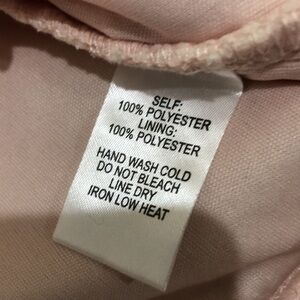 SELF:
100% POLYESTER
LINING:
100% POLYESTER
HAND WASH COLD
DO NOT BLEACH
LINE DRY
IRON LOW HEAT